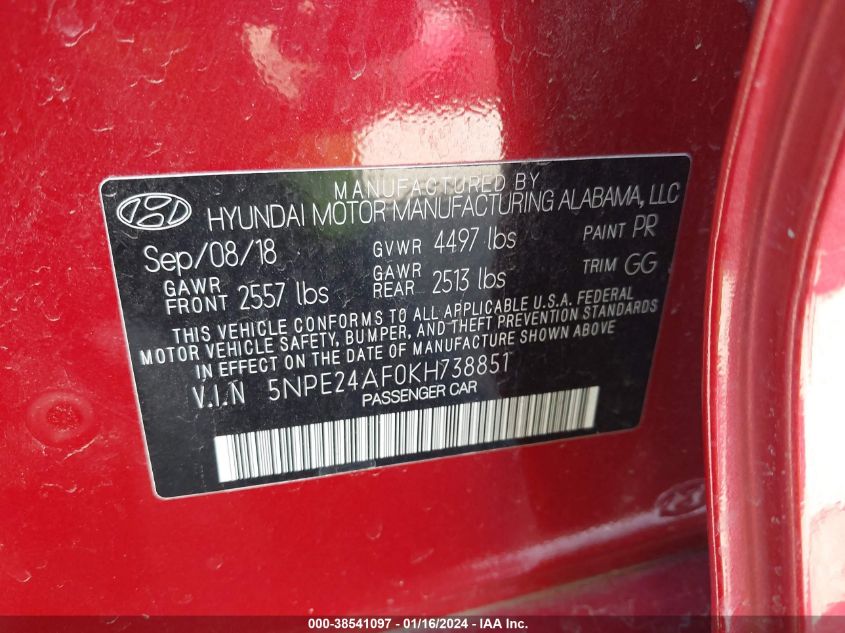 MANUFACTURED BY
HYUNDAI MOTOR MANUFACTURING ALABAMA, LLC
Sep/08/18 GVWR 4497 lbs PAINT PR
GAWR FRONT 2557 lbs GAWR REAR 2513 lbs TRIM GG
THIS VEHICLE CONFORMS TO ALL APPLICABLE U.S.A. FEDERAL
MOTOR VEHICLE SAFETY, BUMPER, AND THEFT PREVENTION STANDARDS
IN EFFECT ON THE DATE OF MANUFACTURE SHOWN ABOVE
V.I.N 5NPE24AF0KH738851
PASSENGER CAR
000-38541097 - 01/16/2024 - IAA Inc.